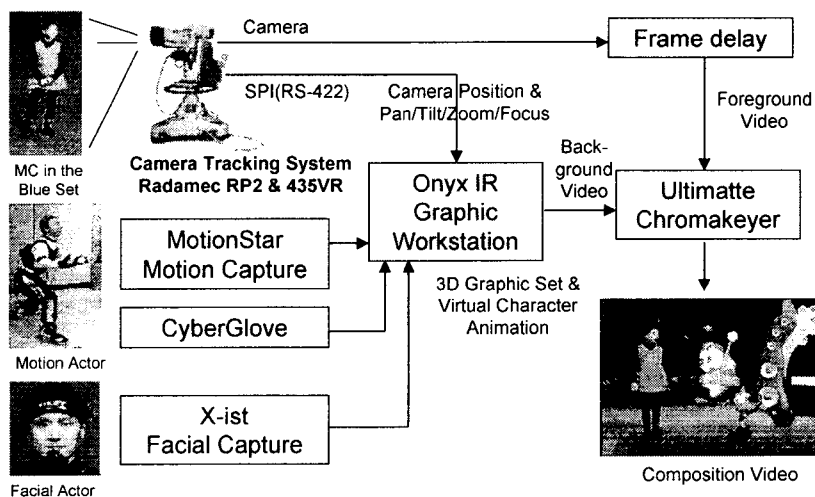 Camera
Frame delay
SPI(RS-422)
Camera Position &
Pan/Tilt/Zoom/Focus
Foreground
Video
MC in the
Blue Set
Camera Tracking System
Radamec RP2 & 435VR
Back-
ground
Video
Onyx IR
Graphic
Workstation
Ultimatte
Chromakeyer
MotionStar
Motion Capture
3D Graphic Set &
Virtual Character
Animation
CyberGlove
Motion Actor
X-ist
Facial Capture
Facial Actor
Composition Video